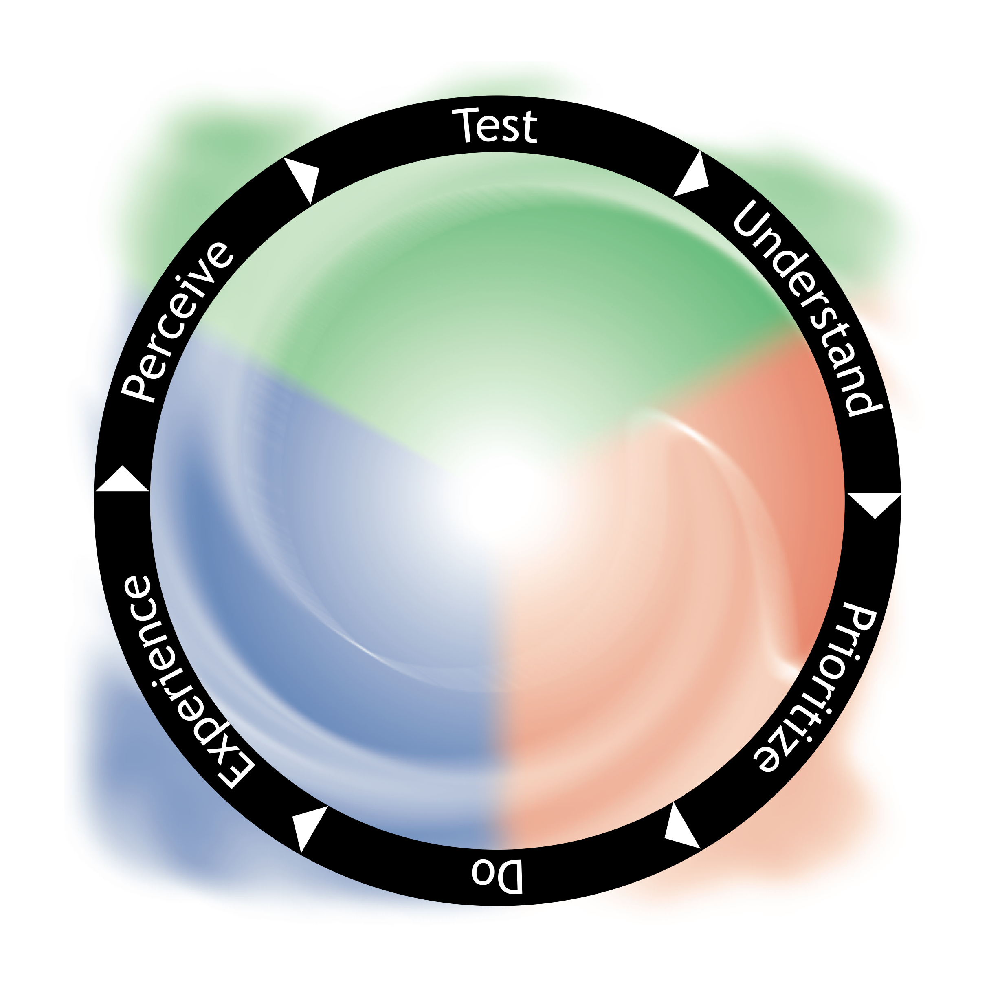 Test
Understand
Prioritize
Do
Experience
Perceive